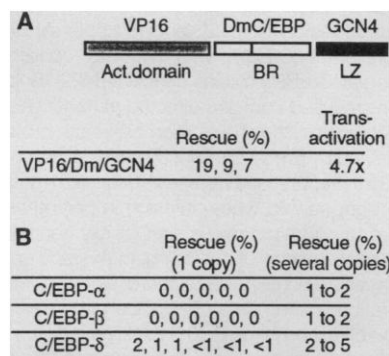 A
VP16 DmC/EBP GCN4
Act.domain BR LZ
Trans-
Rescue (%) activation
VP16/Dm/GCN4 19, 9, 7 4.7x
B
Rescue (%) Rescue (%)
(1 copy) (several copies)
C/EBP-α 0, 0, 0, 0, 0 1 to 2
C/EBP-β 0, 0, 0, 0, 0, 0 1 to 2
C/EBP-δ 2, 1, 1, <1, <1, <1 2 to 5